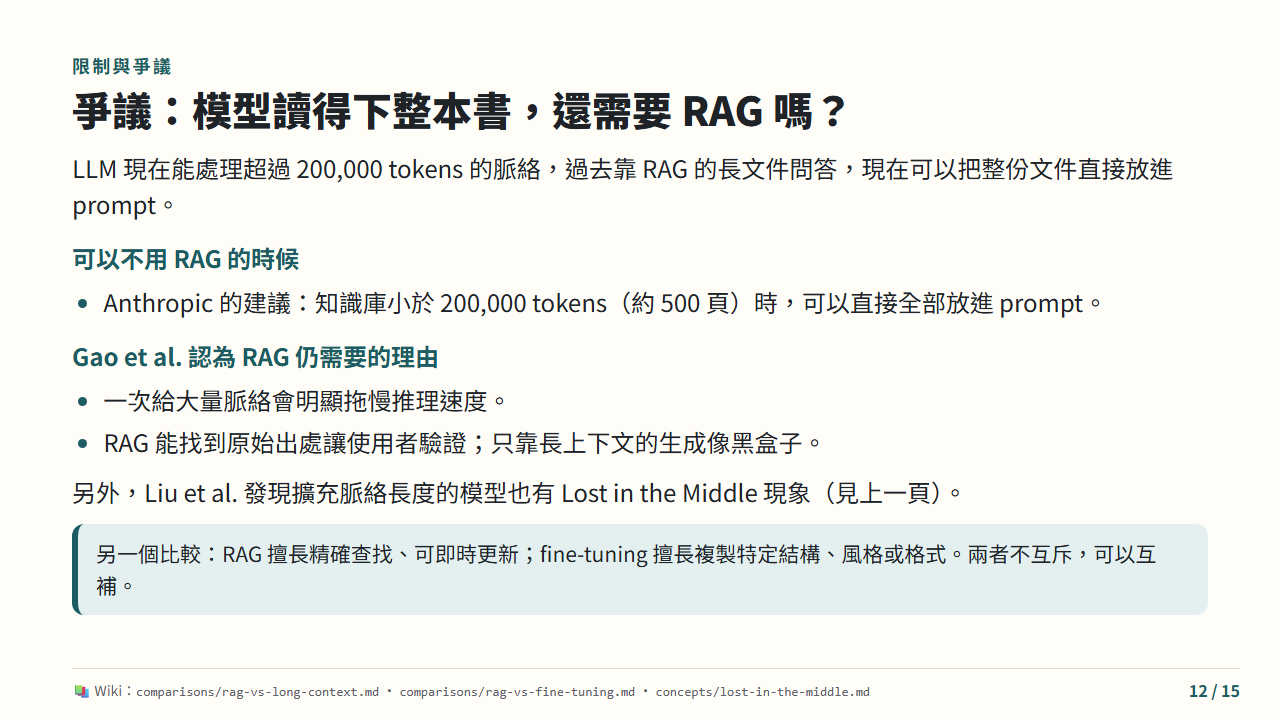 限制與爭議
爭議：模型讀得下整本書，還需要 RAG 嗎？
LLM 現在能處理超過 200,000 tokens 的脈絡，過去靠 RAG 的長文件問答，現在可以把整份文件直接放進
prompt。
可以不用 RAG 的時候
• Anthropic 的建議：知識庫小於 200,000 tokens（約 500 頁）時，可以直接全部放進 prompt。
Gao et al. 認為 RAG 仍需要的理由
• 一次給大量脈絡會明顯拖慢推理速度。
• RAG 能找到原始出處讓使用者驗證；只靠長上下文的生成像黑盒子。
另外，Liu et al. 發現擴充脈絡長度的模型也有 Lost in the Middle 現象（見上一頁）。
另一個比較：RAG 擅長精確查找、可即時更新；fine-tuning 擅長複製特定結構、風格或格式。兩者不互斥，可以互
補。
Wiki：comparisons/rag-vs-long-context.md • comparisons/rag-vs-fine-tuning.md • concepts/lost-in-the-middle.md
12 / 15